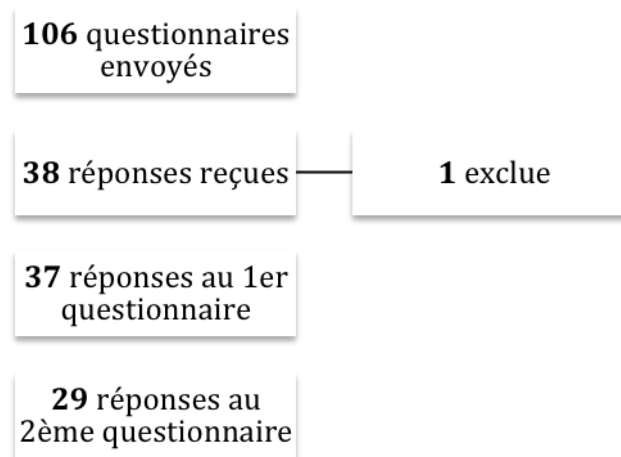 106 questionnaires
envoyés
38 réponses reçues
1 exclue
37 réponses au 1er
questionnaire
29 réponses au
2ème questionnaire